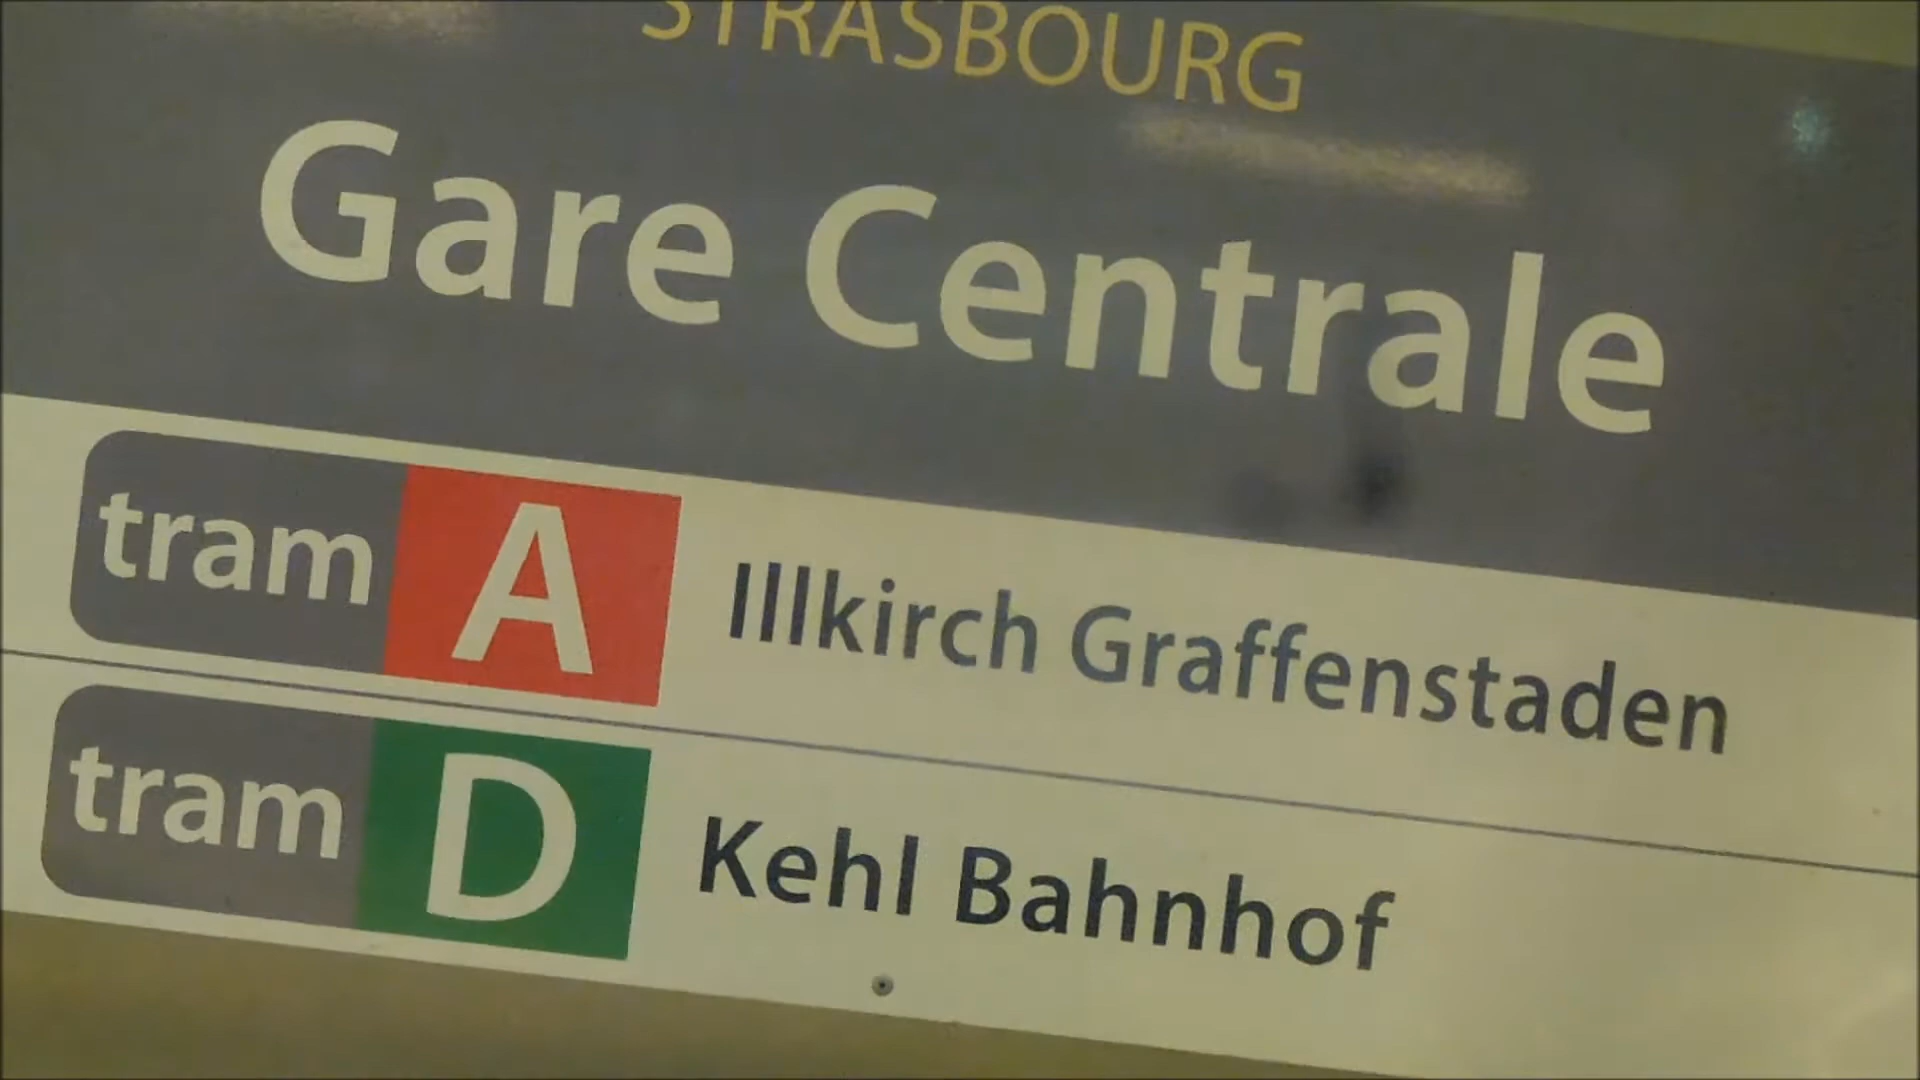 STRASBOURG
Gare Centrale
tram A Illkirch Graffenstaden
tram D Kehl Bahnhof